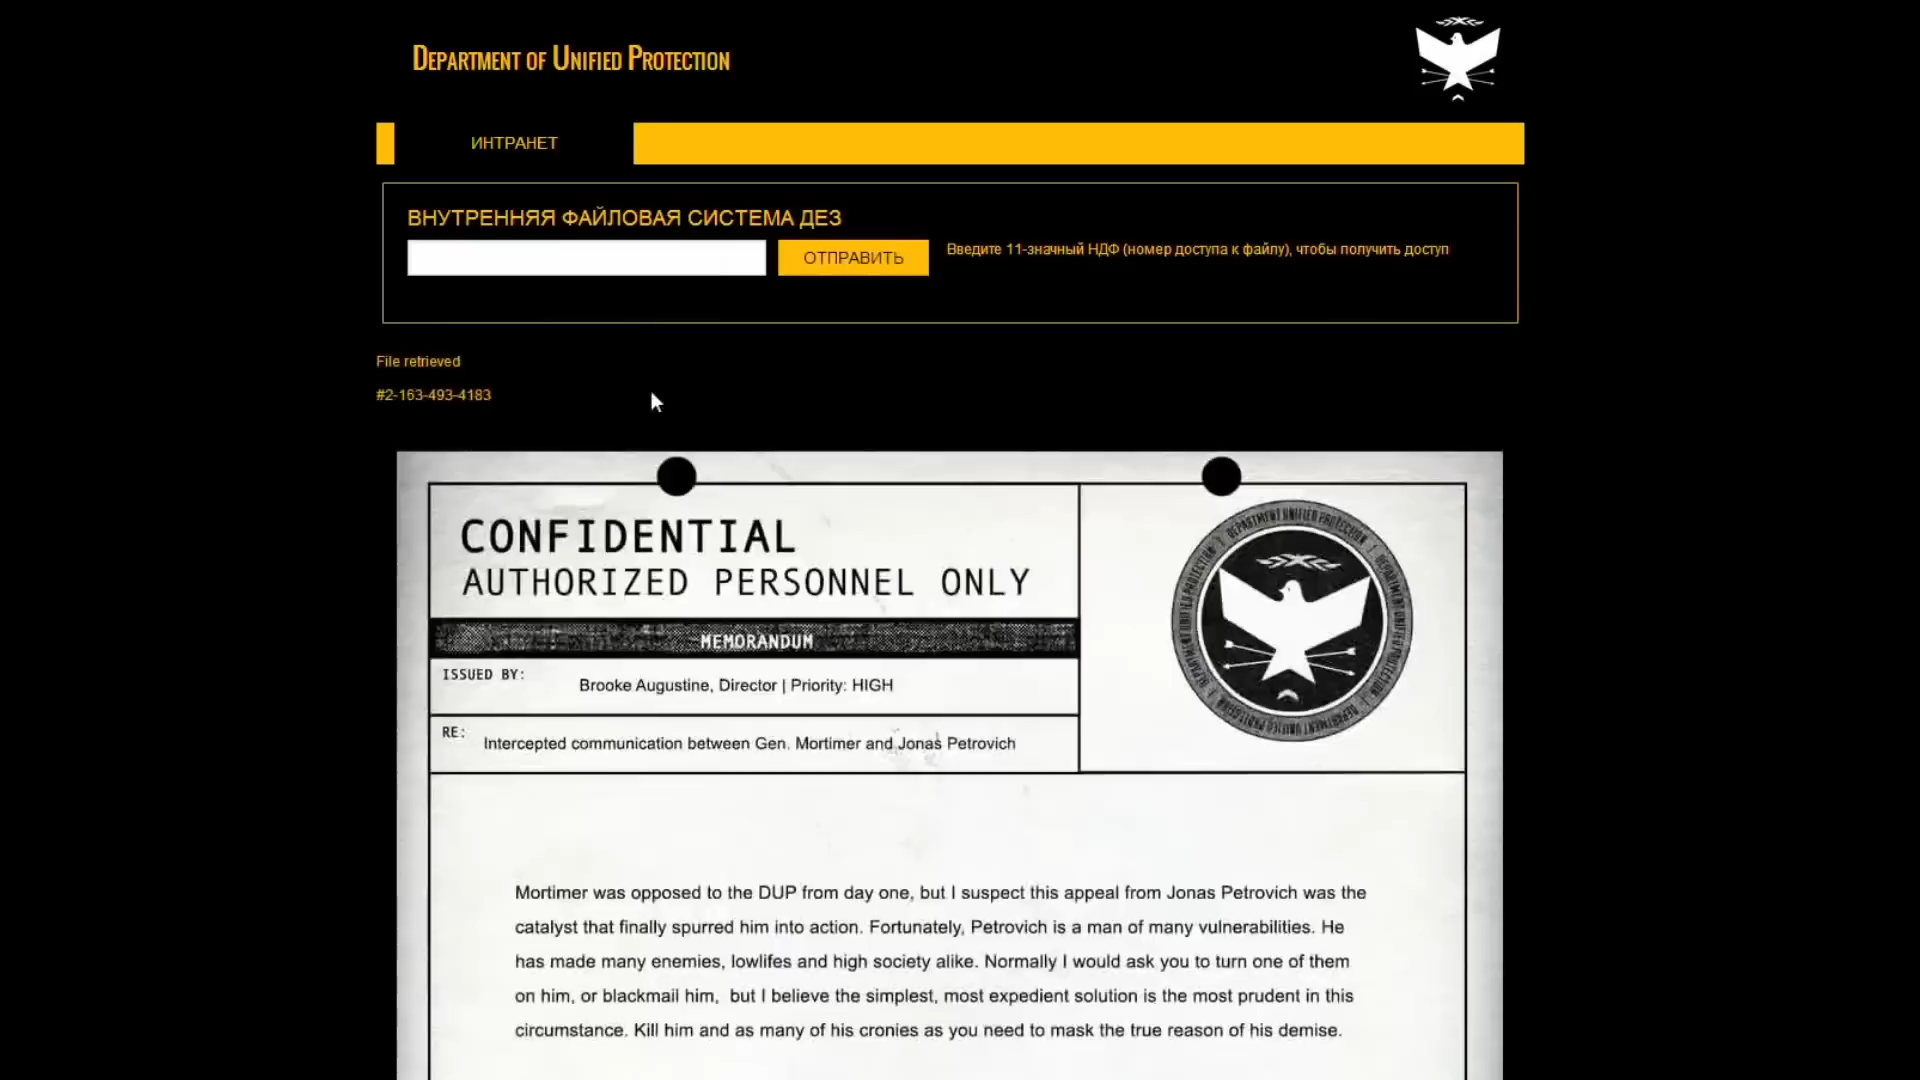 Department of Unified Protection
ИНТРАНЕТ
ВНУТРЕННЯЯ ФАЙЛОВАЯ СИСТЕМА ДЕЗ
ОТПРАВИТЬ
Введите 11-значный НДФ (номер доступа к файлу), чтобы получить доступ
File retrieved
#2-163-493-4183
CONFIDENTIAL
AUTHORIZED PERSONNEL ONLY
MEMORANDUM
ISSUED BY: Brooke Augustine, Director | Priority: HIGH
RE: Intercepted communication between Gen. Mortimer and Jonas Petrovich
DEPARTMENT UNIFIED PROTECTION
Mortimer was opposed to the DUP from day one, but I suspect this appeal from Jonas Petrovich was the
catalyst that finally spurred him into action. Fortunately, Petrovich is a man of many vulnerabilities. He
has made many enemies, lowlifes and high society alike. Normally I would ask you to turn one of them
on him, or blackmail him,  but I believe the simplest, most expedient solution is the most prudent in this
circumstance. Kill him and as many of his cronies as you need to mask the true reason of his demise.